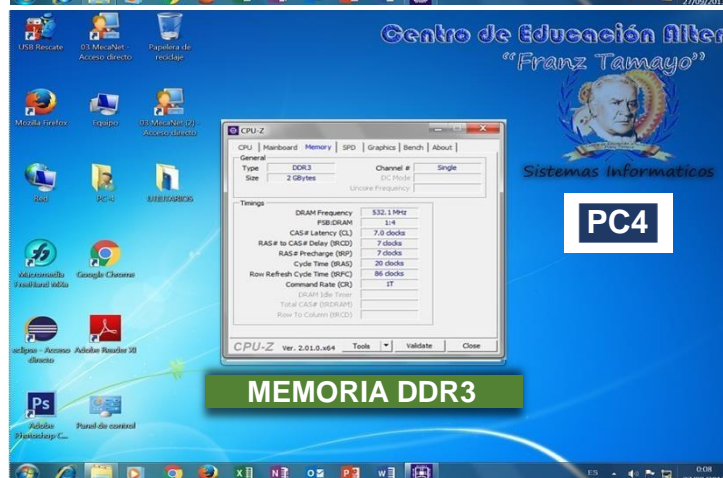 27/09/201
Centro de Educación Alter
“Franz Tamayo”
Sistemas Informaticos
USB Rescate
03 MecaNet - Acceso directo
Papelera de reciclaje
Mozilla Firefox
Equipo
03 MecaNet (2) - Acceso directo
Red
PC-4
UTILITARIOS
Macromedia FreeHand MXa
Google Chrome
eclipse - Acceso directo
Adobe Reader XI
Ps
Adobe Photoshop C...
Panel de control
CPU-Z
CPU Mainboard Memory SPD Graphics Bench About
General
Type DDR3 Channel # Single
Size 2 GBytes DC Mode
Uncore Frequency
Timings
DRAM Frequency 532.1 MHz
FSB:DRAM 1:4
CAS# Latency (CL) 7.0 clocks
RAS# to CAS# Delay (tRCD) 7 clocks
RAS# Precharge (tRP) 7 clocks
Cycle Time (tRAS) 20 clocks
Row Refresh Cycle Time (tRFC) 86 clocks
Command Rate (CR) 1T
DRAM Idle Timer
Total CAS# (tRDRAM)
Row To Column (tRCD)
CPU-Z Ver. 2.01.0.x64 Tools Validate Close
PC4
MEMORIA DDR3
ES 0:08